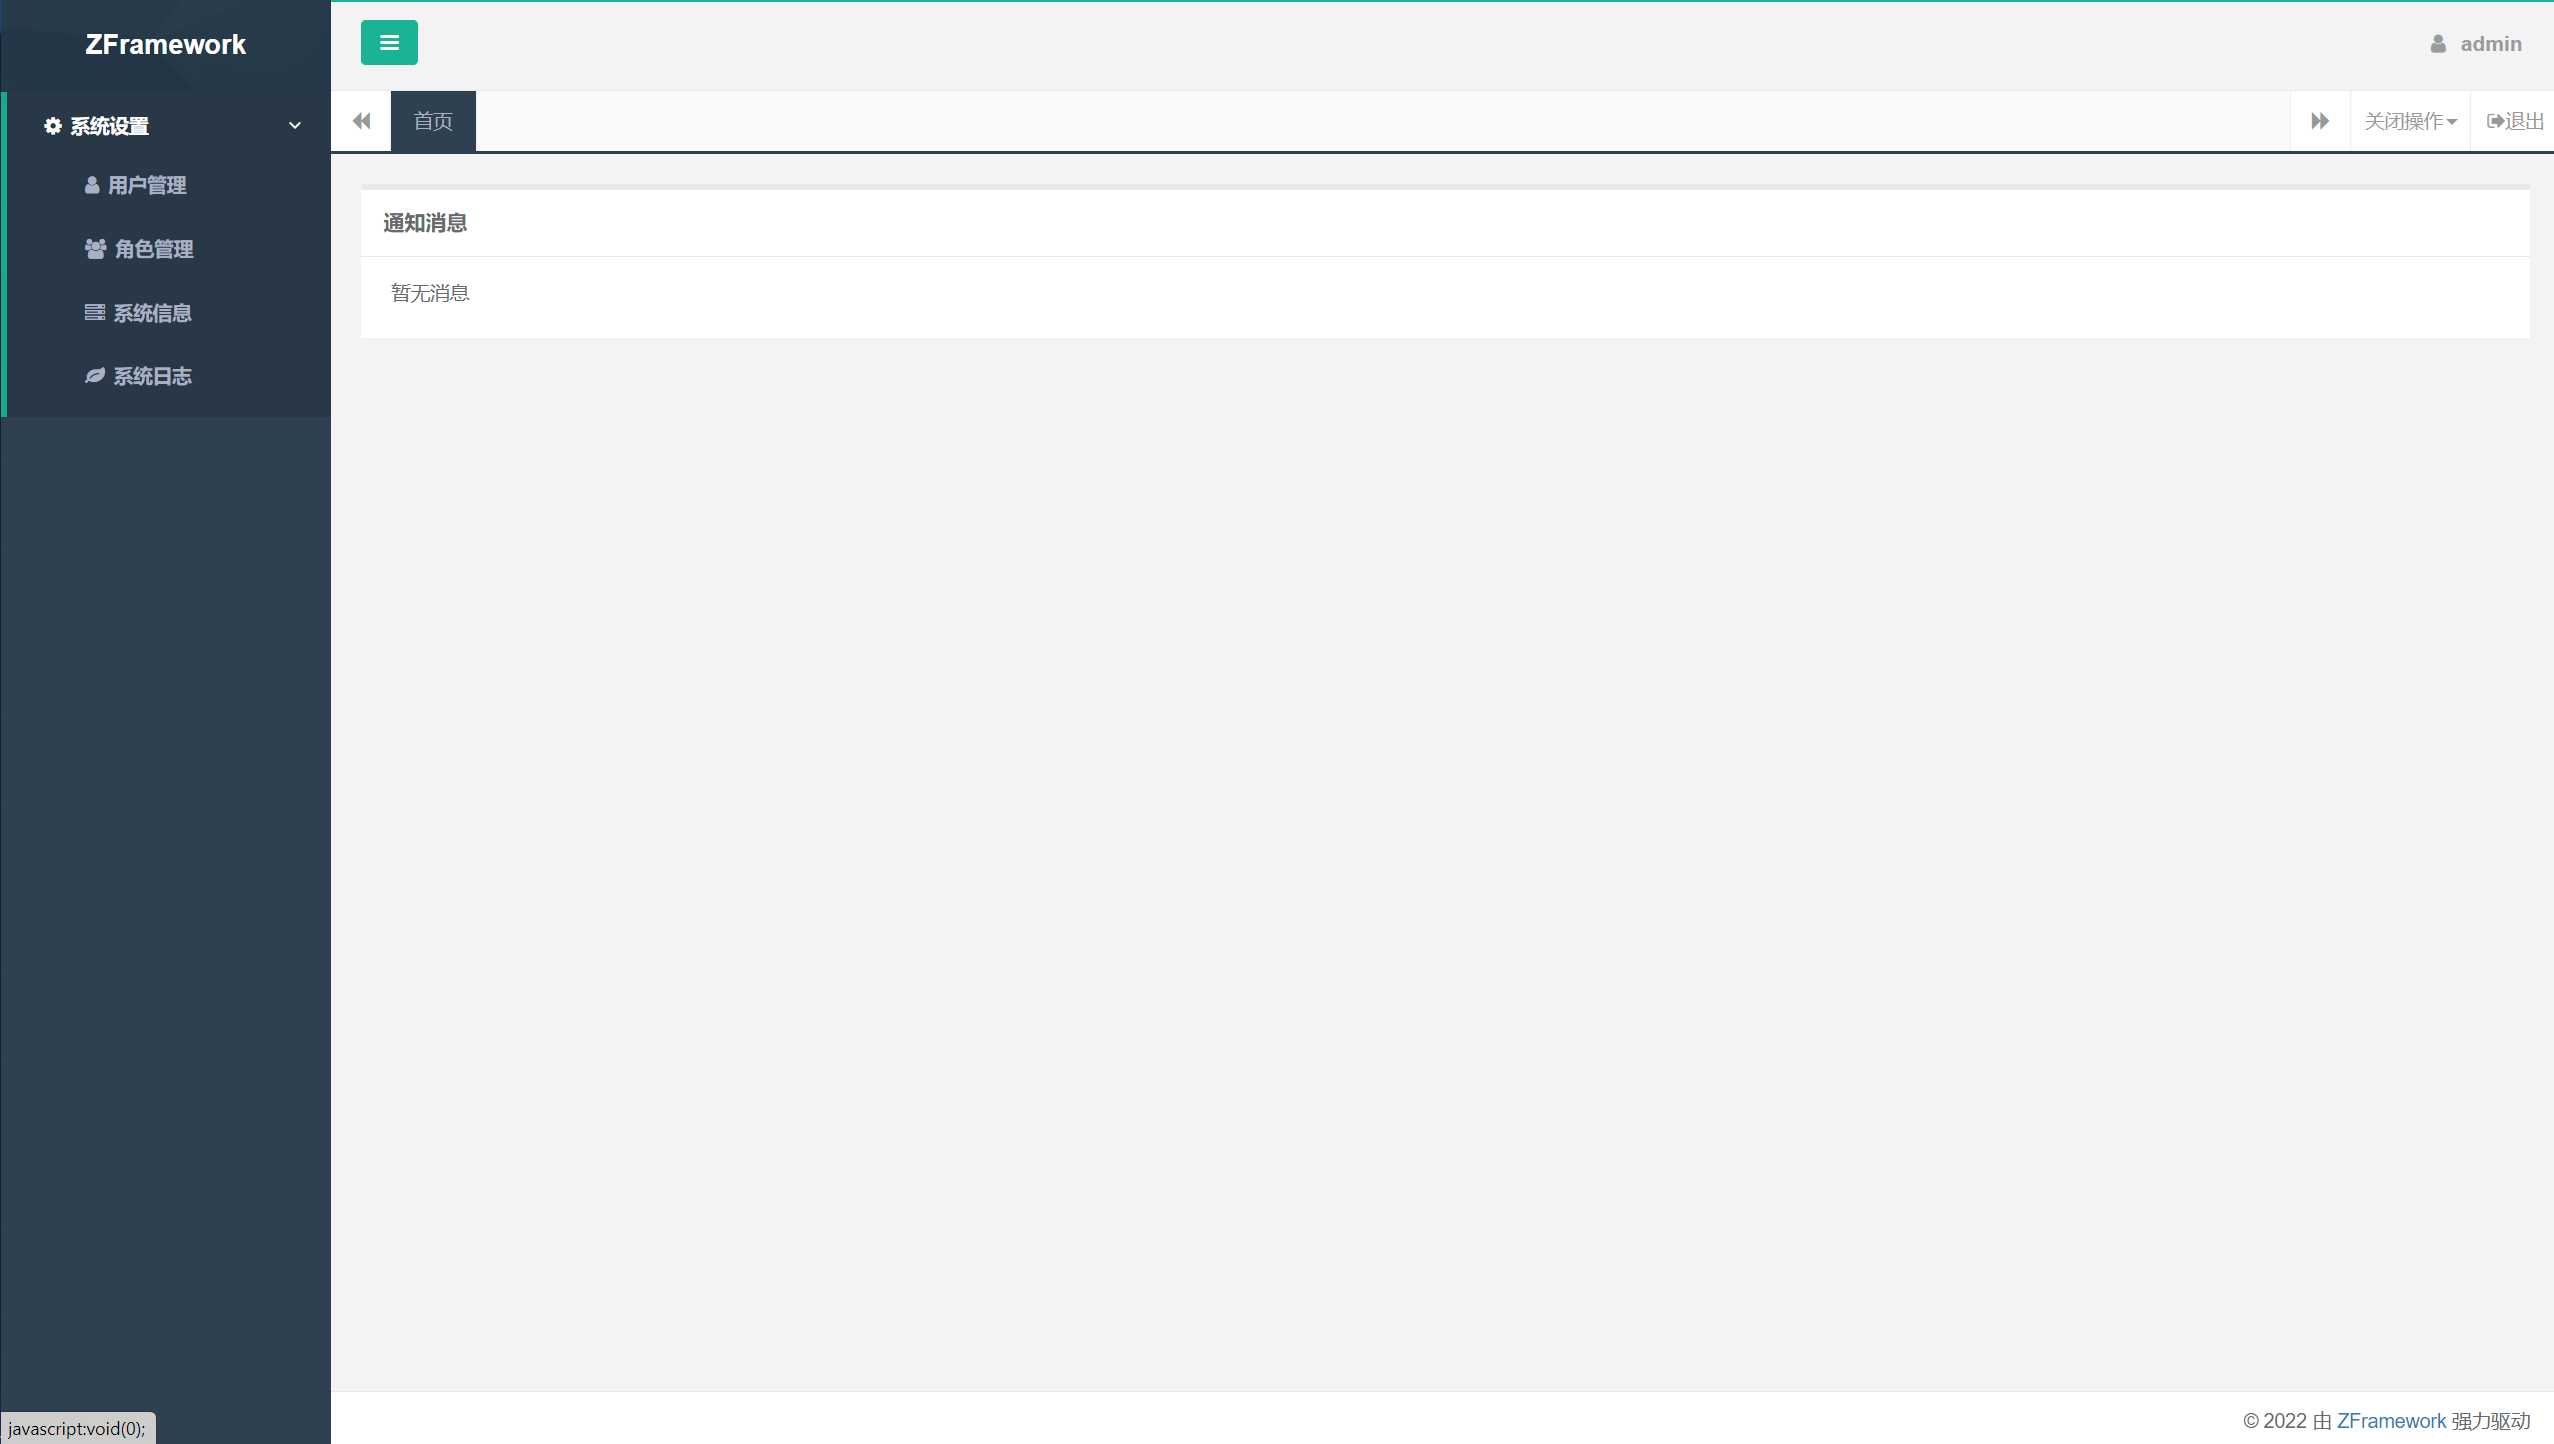 ZFramework
admin
系统设置
首页
关闭操作
退出
用户管理
角色管理
系统信息
系统日志
通知消息
暂无消息
javascript:void(0);
© 2022 由 ZFramework 强力驱动